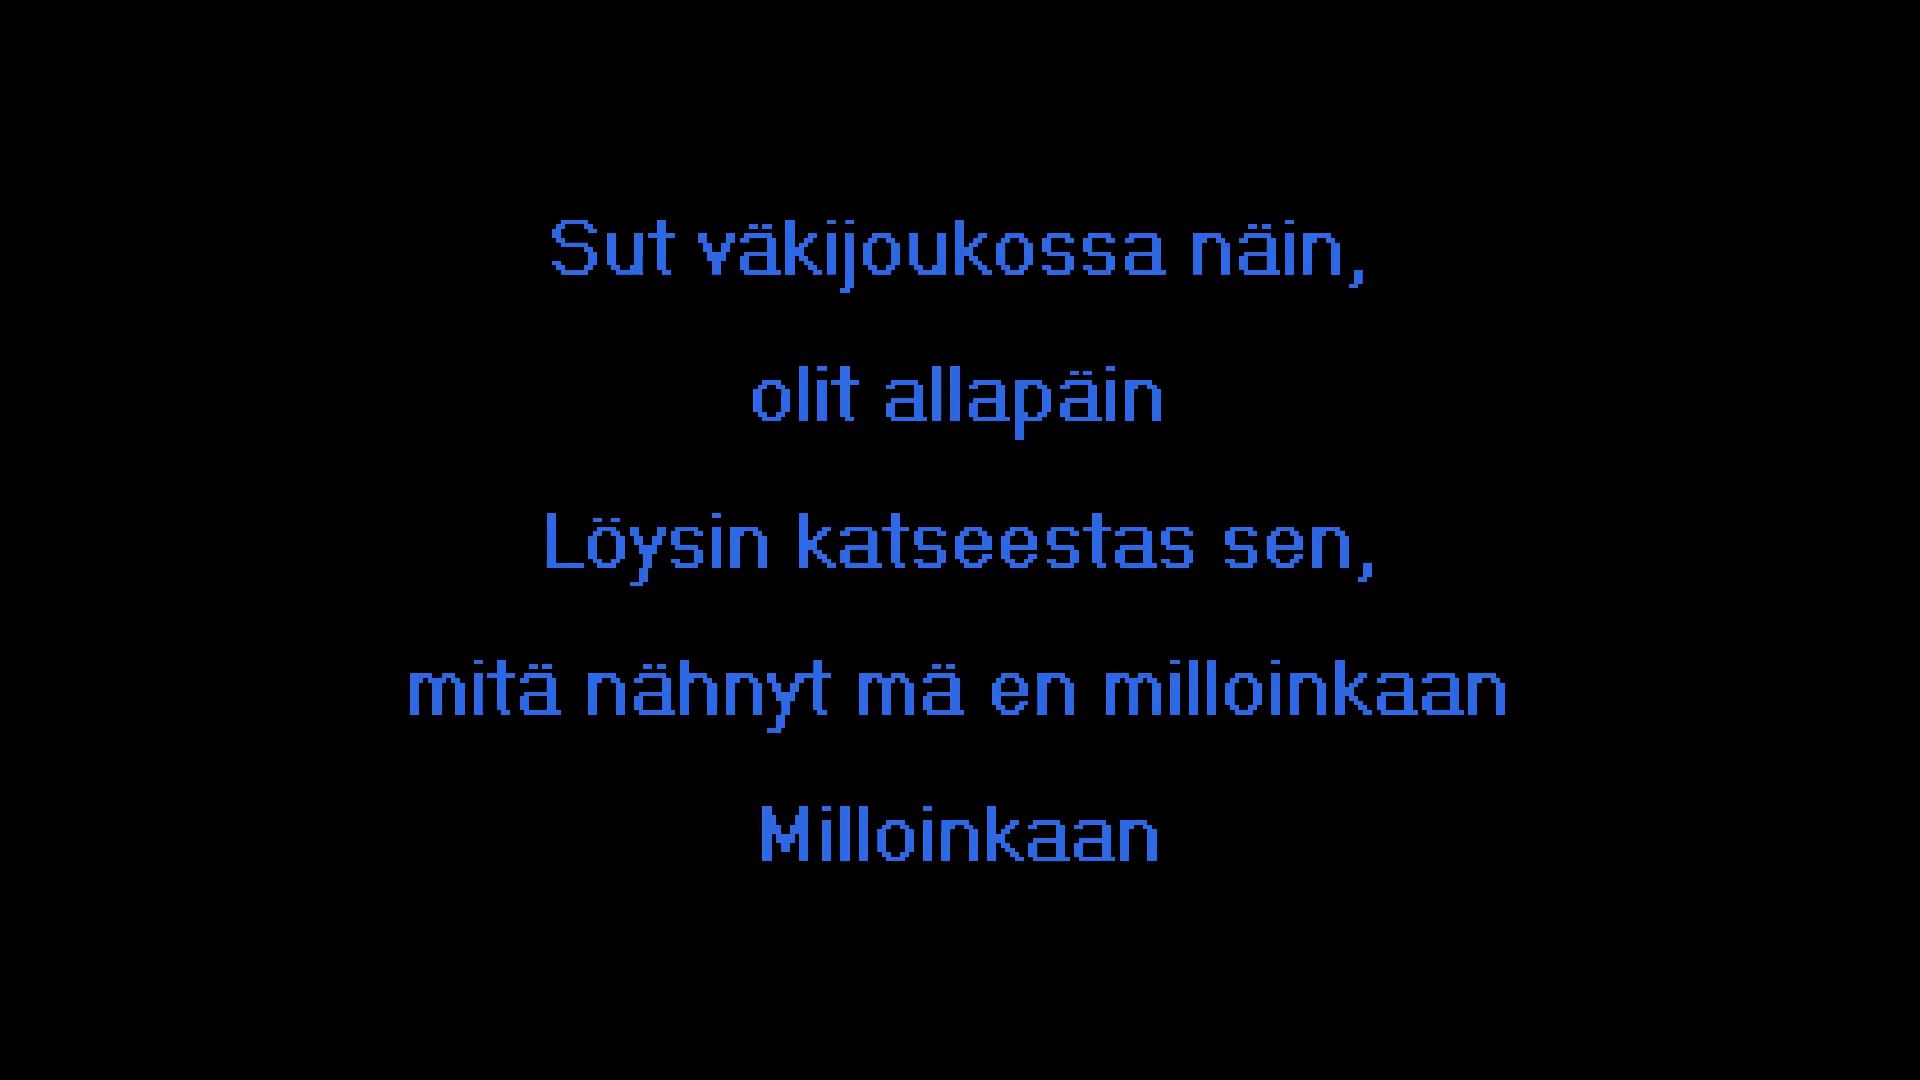 Sut väkijoukossa näin,
olit allapäin
Löysin katseestas sen,
mitä nähnyt mä en milloinkaan
Milloinkaan